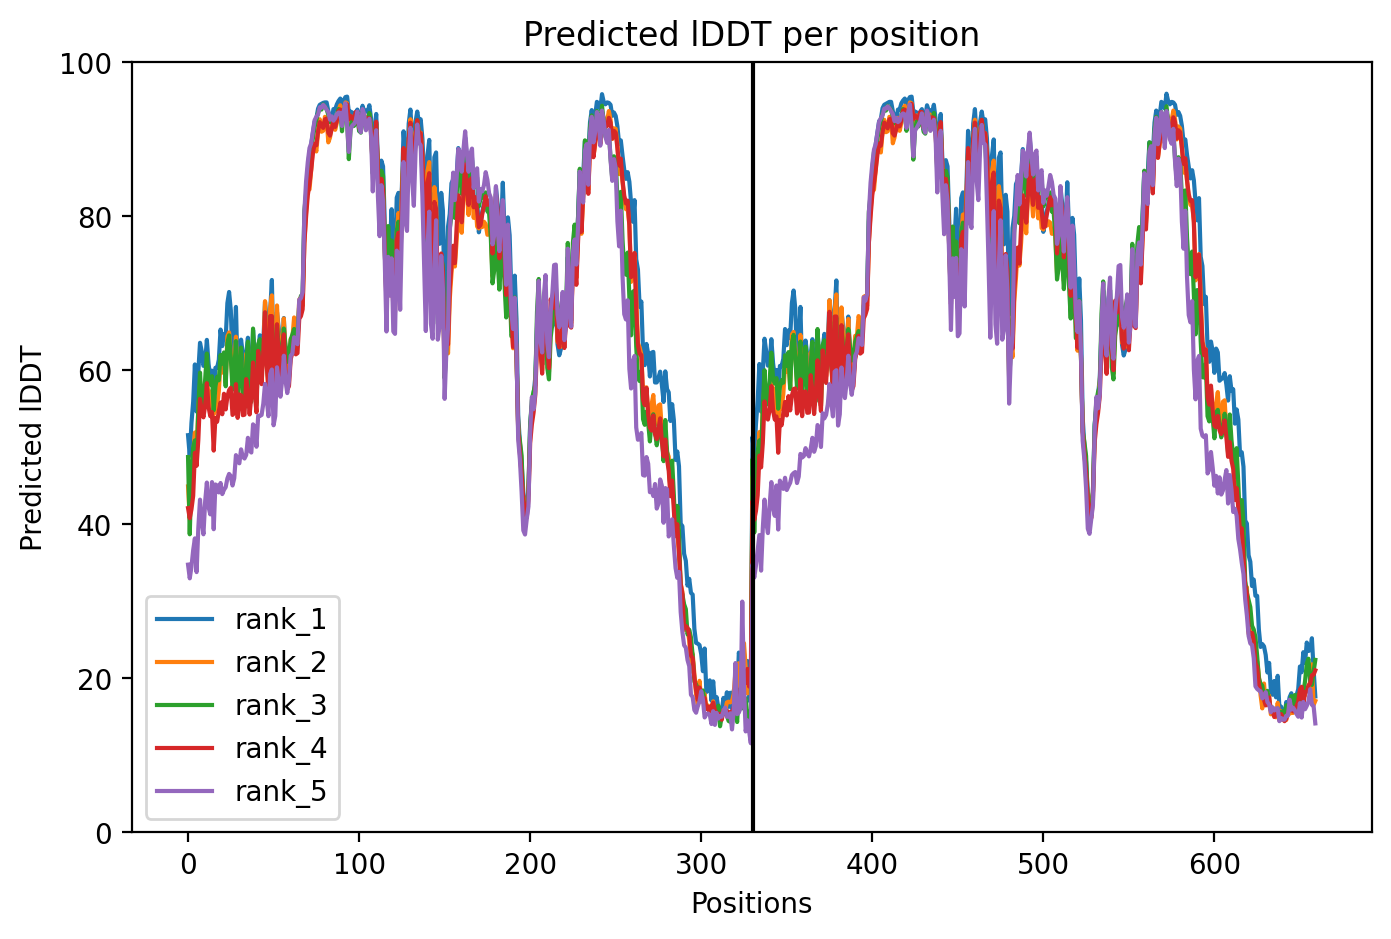 Predicted lDDT per position
Predicted lDDT
100
80
60
40
20
0
rank_1
rank_2
rank_3
rank_4
rank_5
0 100 200 300 400 500 600
Positions